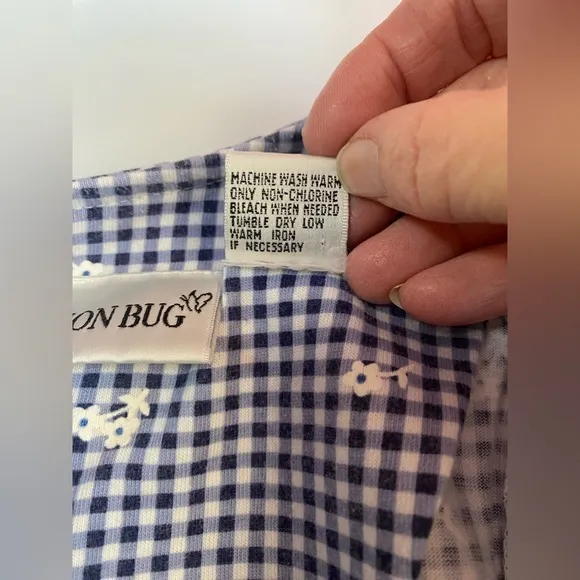 MACHINE WASH WARM
ONLY NON-CHLORINE
BLEACH WHEN NEEDED
TUMBLE DRY LOW
WARM IRON
IF NECESSARY
ON BUG